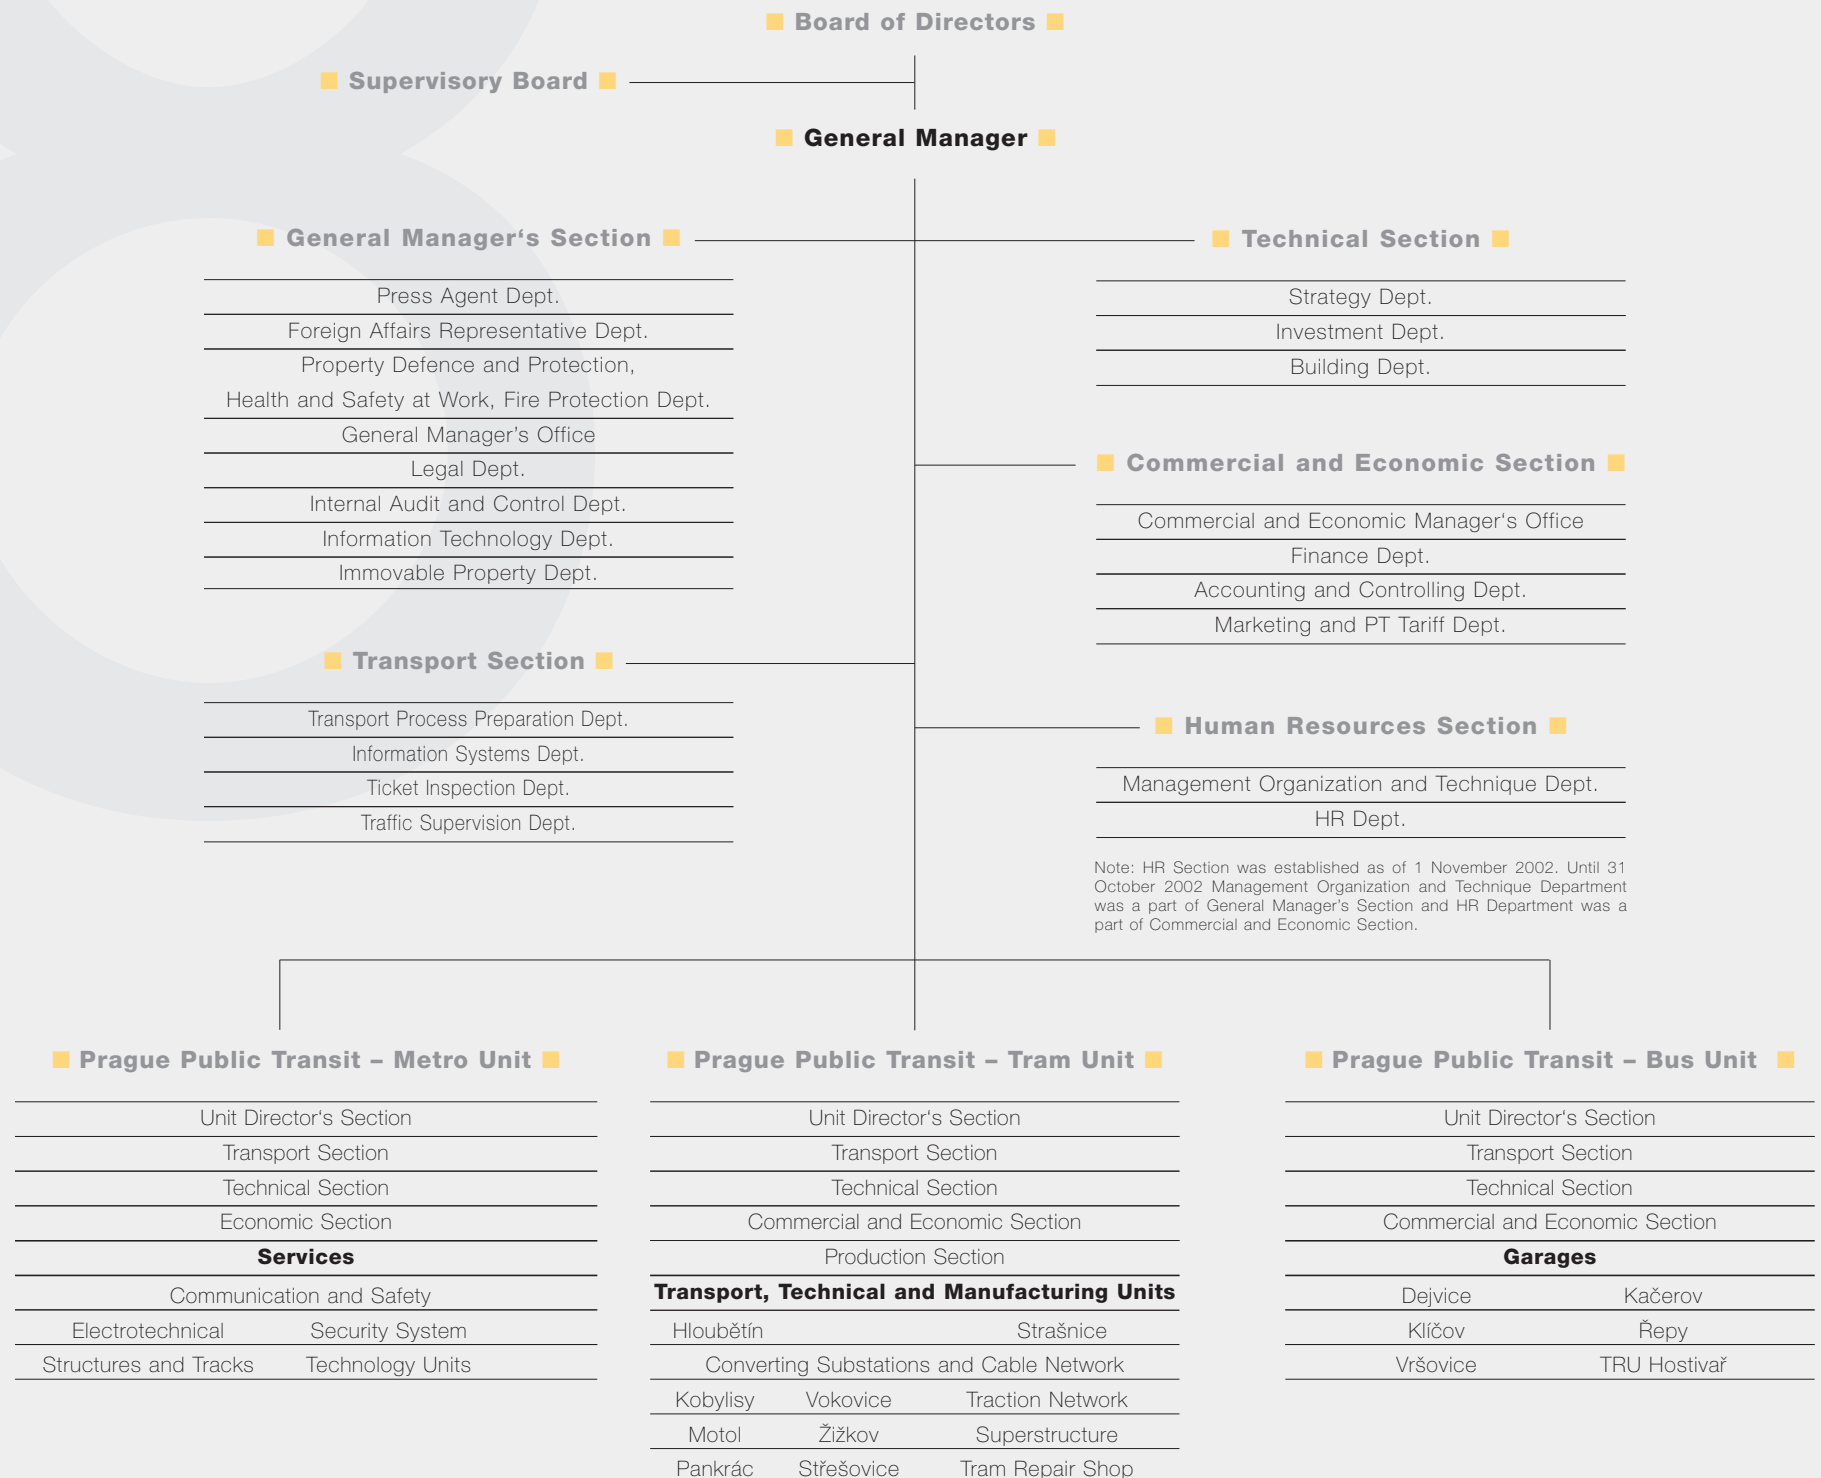 Board of Directors
Supervisory Board
General Manager
General Manager‘s Section
Press Agent Dept.
Foreign Affairs Representative Dept.
Property Defence and Protection,
Health and Safety at Work, Fire Protection Dept.
General Manager’s Office
Legal Dept.
Internal Audit and Control Dept.
Information Technology Dept.
Immovable Property Dept.
Technical Section
Strategy Dept.
Investment Dept.
Building Dept.
Commercial and Economic Section
Commercial and Economic Manager‘s Office
Finance Dept.
Accounting and Controlling Dept.
Marketing and PT Tariff Dept.
Transport Section
Transport Process Preparation Dept.
Information Systems Dept.
Ticket Inspection Dept.
Traffic Supervision Dept.
Human Resources Section
Management Organization and Technique Dept.
HR Dept.
Note: HR Section was established as of 1 November 2002. Until 31
October 2002 Management Organization and Technique Department
was a part of General Manager’s Section and HR Department was a
part of Commercial and Economic Section.
Prague Public Transit – Metro Unit
Unit Director‘s Section
Transport Section
Technical Section
Economic Section
Services
Communication and Safety
Electrotechnical Security System
Structures and Tracks Technology Units
Prague Public Transit – Tram Unit
Unit Director‘s Section
Transport Section
Technical Section
Commercial and Economic Section
Production Section
Transport, Technical and Manufacturing Units
Hloubětín Strašnice
Converting Substations and Cable Network
Kobylisy Vokovice Traction Network
Motol Žižkov Superstructure
Pankrác Střešovice Tram Repair Shop
Prague Public Transit – Bus Unit
Unit Director‘s Section
Transport Section
Technical Section
Commercial and Economic Section
Garages
Dejvice Kačerov
Klíčov Řepy
Vršovice TRU Hostivař